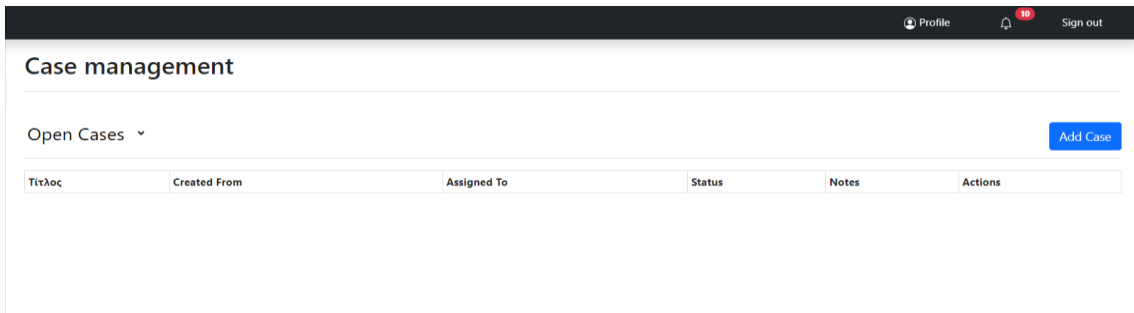 Profile 10 Sign out
Case management
Open Cases Add Case
Τίτλος Created From Assigned To Status Notes Actions